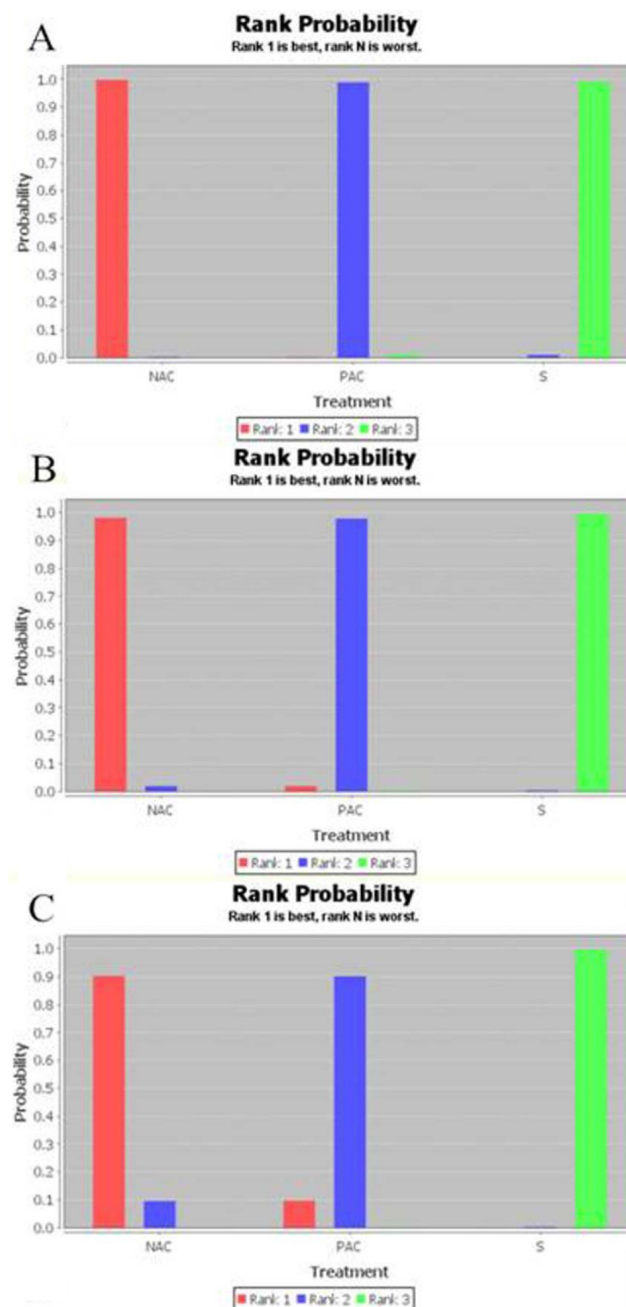 A
Rank Probability
Rank 1 is best, rank N is worst.
Probability
1.0
0.9
0.8
0.7
0.6
0.5
0.4
0.3
0.2
0.1
0.0
NAC PAC S
Treatment
Rank 1 Rank 2 Rank 3
B
Rank Probability
Rank 1 is best, rank N is worst.
Probability
1.0
0.9
0.8
0.7
0.6
0.5
0.4
0.3
0.2
0.1
0.0
NAC PAC S
Treatment
Rank 1 Rank 2 Rank 3
C
Rank Probability
Rank 1 is best, rank N is worst.
Probability
1.0
0.9
0.8
0.7
0.6
0.5
0.4
0.3
0.2
0.1
0.0
NAC PAC S
Treatment
Rank 1 Rank 2 Rank 3